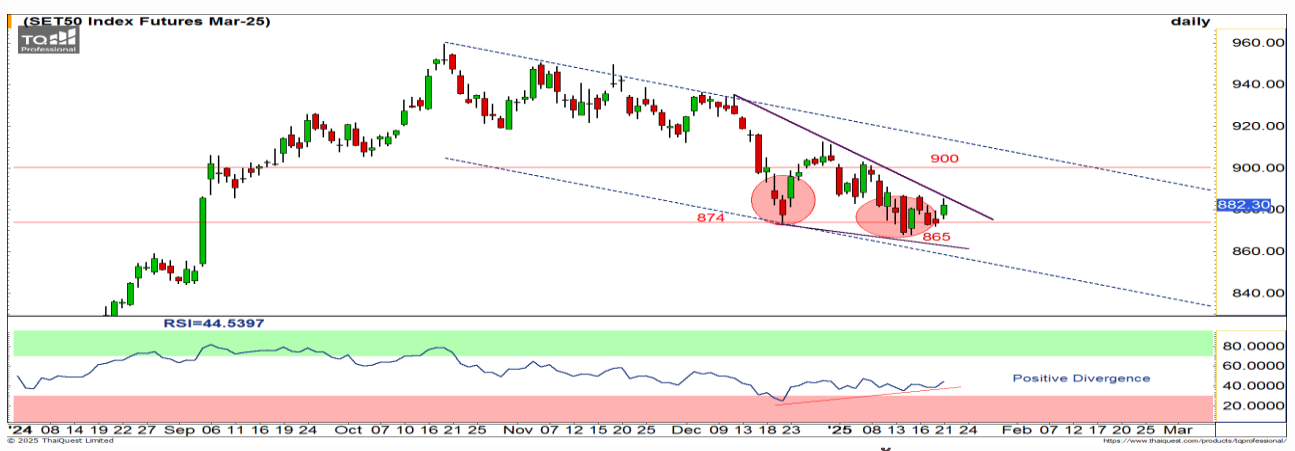 (SET50 Index Futures Mar-25) daily
TQ
Professional
960.00
940.00
920.00
900
900.00
882.30
874
865
860.00
840.00
RSI=44.5397
80.0000
60.0000
Positive Divergence
40.0000
20.0000
'24 08 14 19 22 27 Sep 06 11 16 19 24 Oct 07 10 16 21 25 Nov 07 12 15 20 25 Dec 09 13 18 23 '25 08 13 16 21 24 Feb 07 12 17 20 25 Mar
© 2025 ThaiQuest Limited https://www.thaiquest.com/products/tqprofessional/